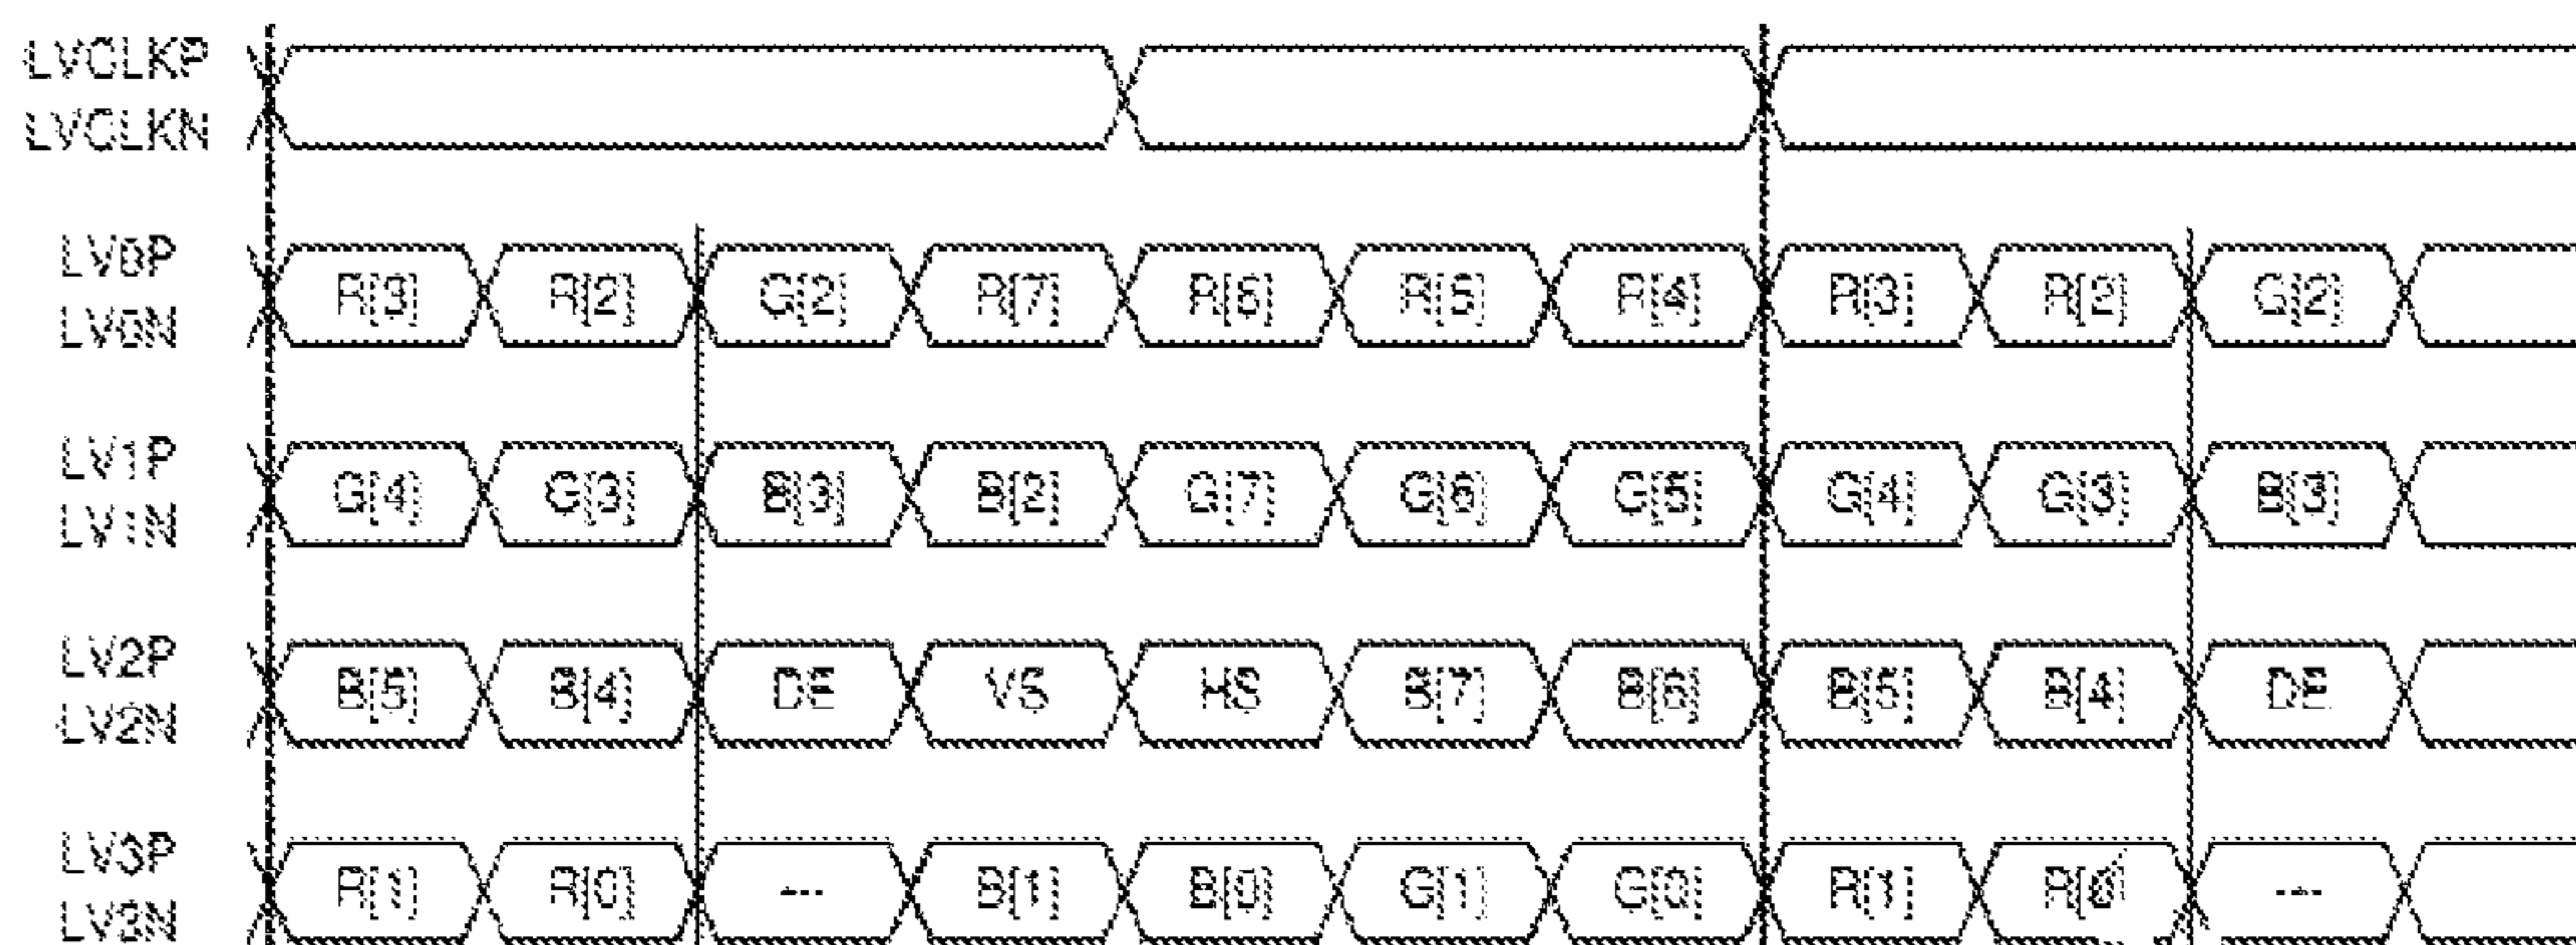 LVCLKP
LVCLKN
LV0P
R[3] R[2] G[2] R[7] R[6] R[5] R[4] R[3] R[2] G[2]
LV0N
LV1P
G[4] G[3] B[3] B[2] G[7] G[6] G[5] G[4] G[3] B[3]
LV1N
LV2P
B[5] B[4] DE VS HS B[7] B[6] B[5] B[4] DE
LV2N
LV3P
R[1] R[0] --- B[1] B[0] G[1] G[0] R[1] R[0 ---
LV3N